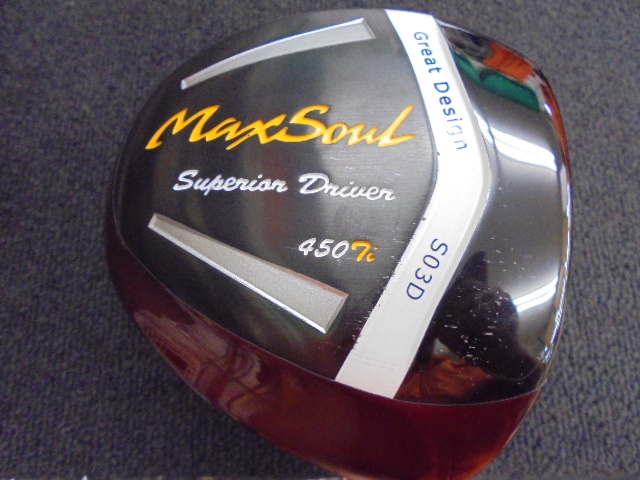 MaxSoul
Superior Driver
450Ti
Great Design
S03D